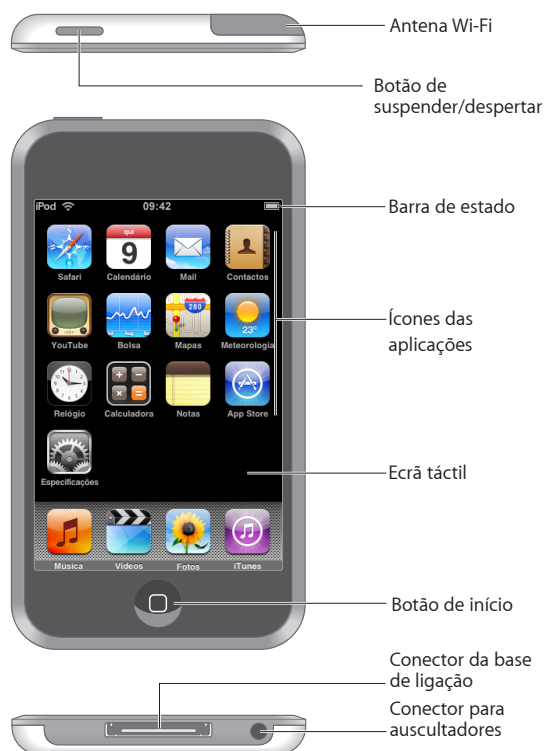 Antena Wi-Fi
Botão de
suspender/despertar
iPod 09:42
Barra de estado
qui
9
Safari Calendário Mail Contactos
280
23°
YouTube Bolsa Mapas Meteorologia
Ícones das
aplicações
Relógio Calculadora Notas App Store
Especificações
Ecrã táctil
Música Vídeos Fotos iTunes
Botão de início
Conector da base
de ligação
Conector para
auscultadores